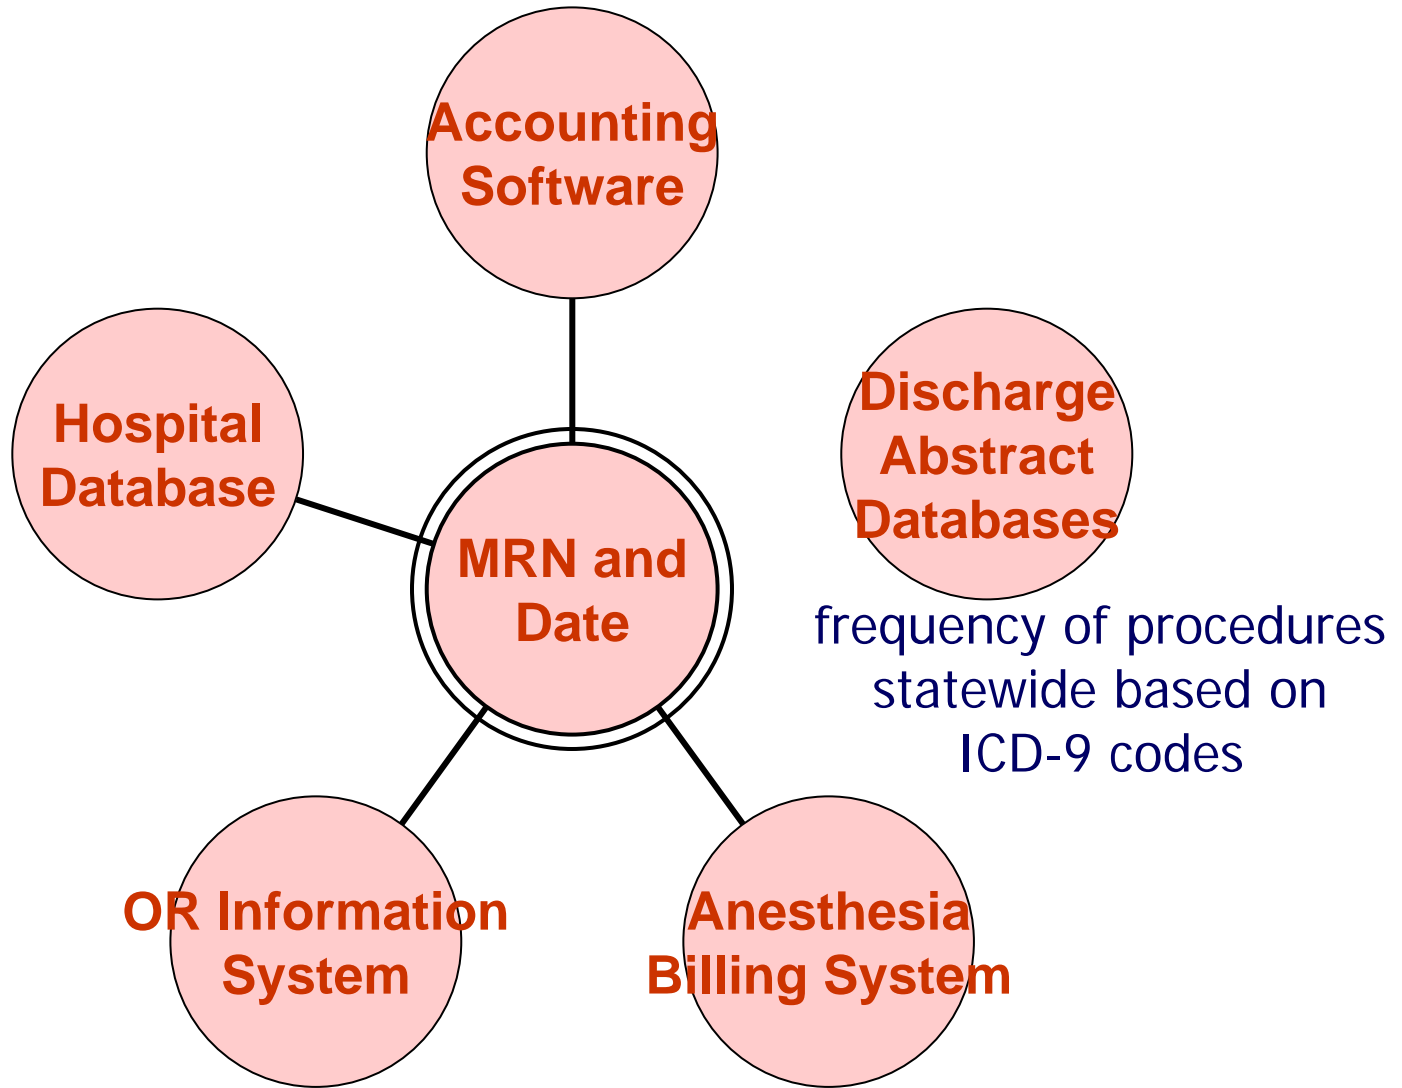 Accounting
Software
Hospital
Database
Discharge
Abstract
Databases
MRN and
Date
frequency of procedures
statewide based on
ICD-9 codes
OR Information
System
Anesthesia
Billing System